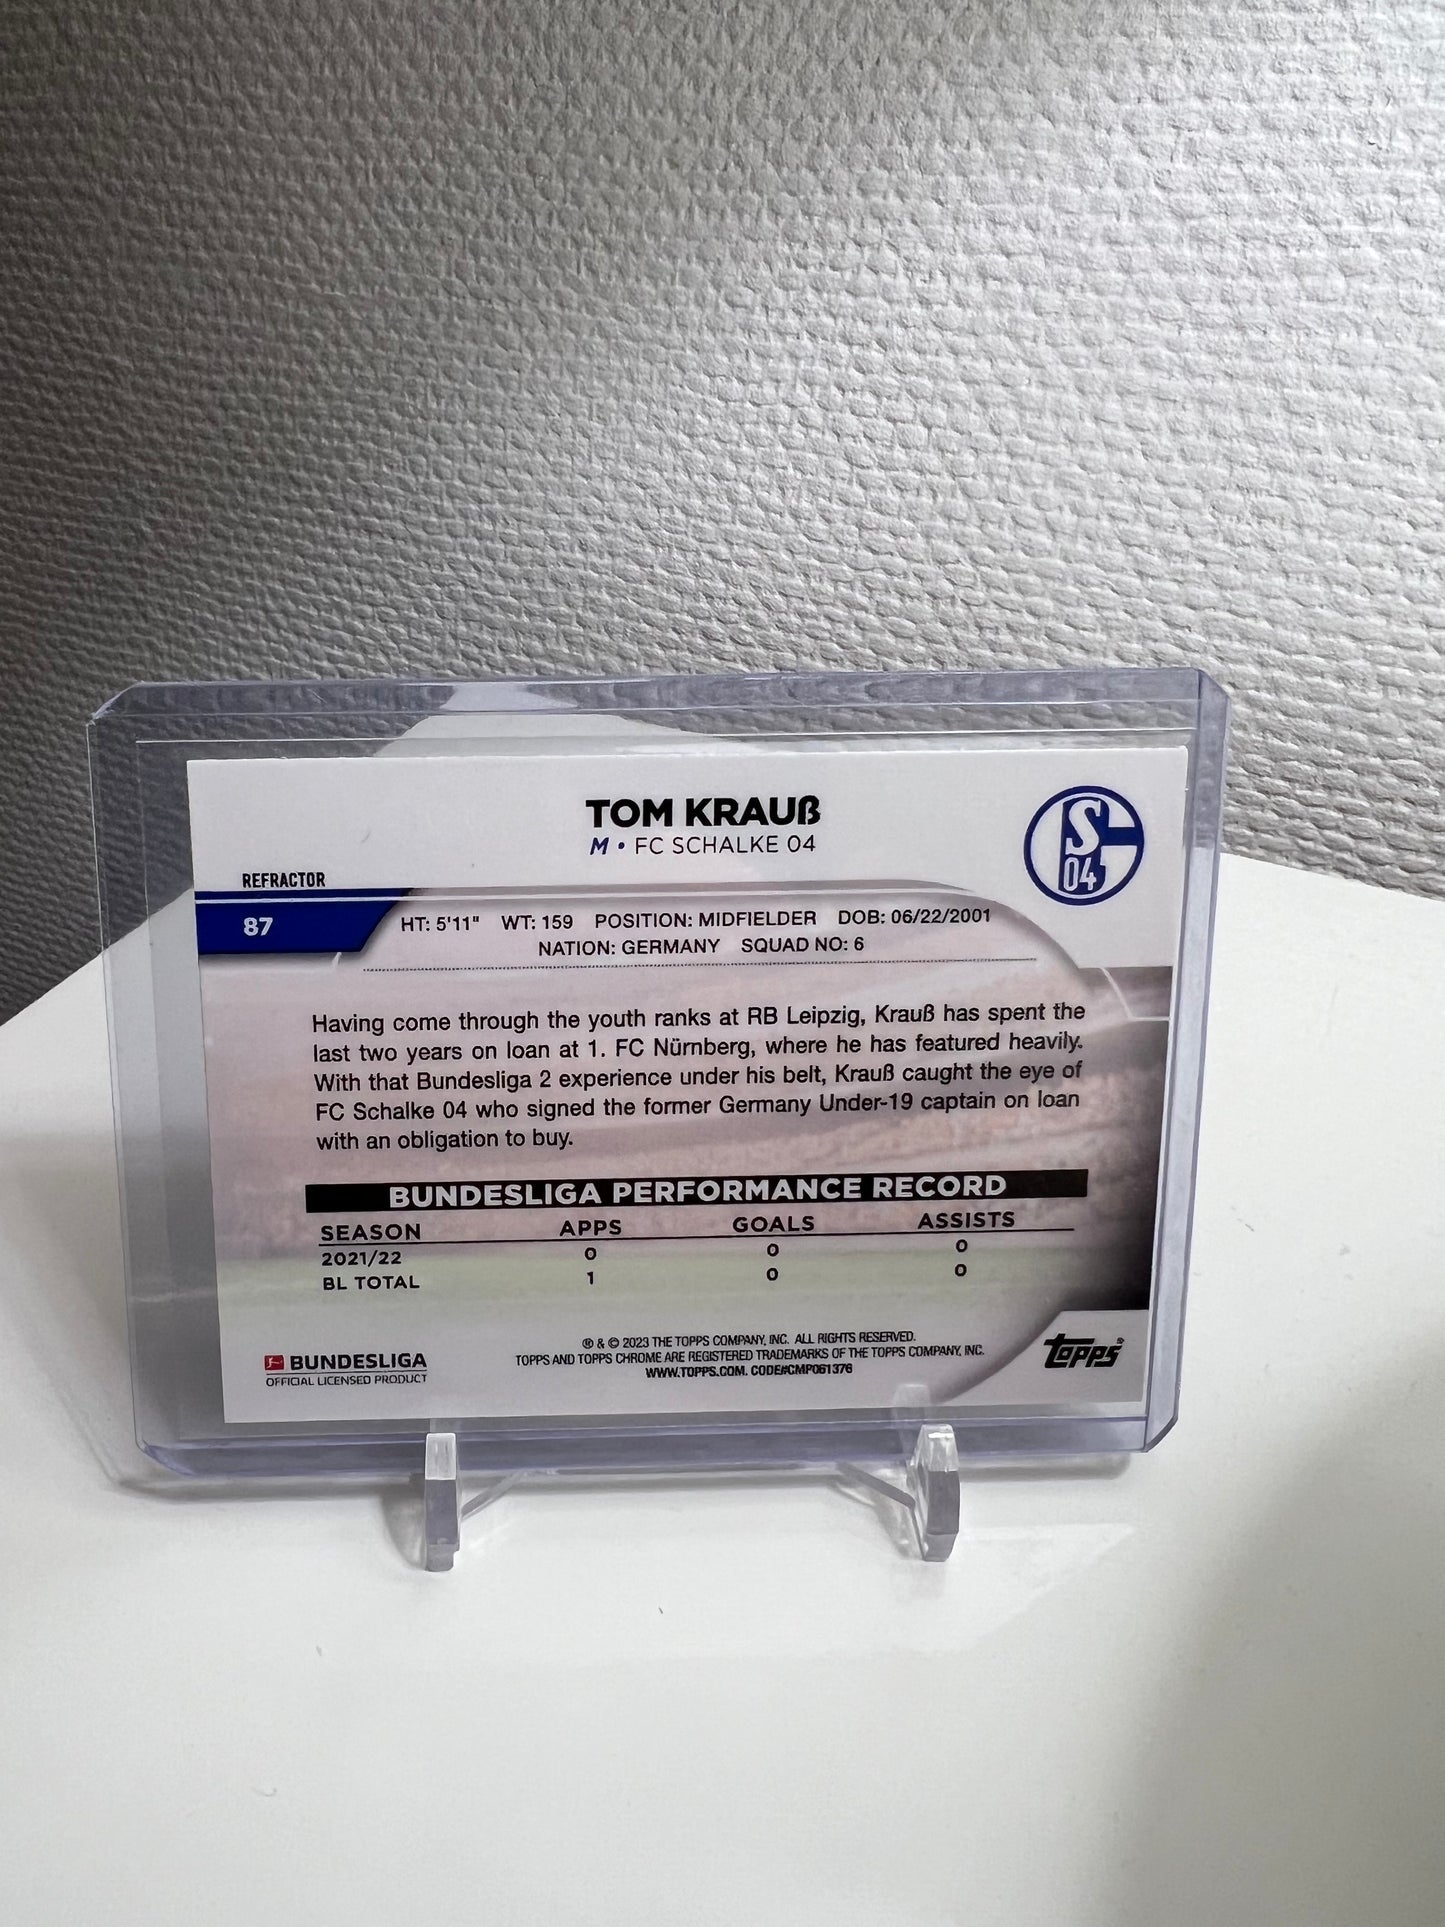 TOM KRAUß
M • FC SCHALKE 04
S
04
REFRACTOR
87
HT: 5'11" WT: 159 POSITION: MIDFIELDER DOB: 06/22/2001
NATION: GERMANY SQUAD NO: 6
Having come through the youth ranks at RB Leipzig, Krauß has spent the
last two years on loan at 1. FC Nürnberg, where he has featured heavily.
With that Bundesliga 2 experience under his belt, Krauß caught the eye of
FC Schalke 04 who signed the former Germany Under-19 captain on loan
with an obligation to buy.
BUNDESLIGA PERFORMANCE RECORD
SEASON APPS GOALS ASSISTS
2021/22 0 0 0
BL TOTAL 1 0 0
BUNDESLIGA
OFFICIAL LICENSED PRODUCT
® & © 2023 THE TOPPS COMPANY, INC. ALL RIGHTS RESERVED.
TOPPS AND TOPPS CHROME ARE REGISTERED TRADEMARKS OF THE TOPPS COMPANY, INC.
WWW.TOPPS.COM. CODE#CMP061376
Topps®